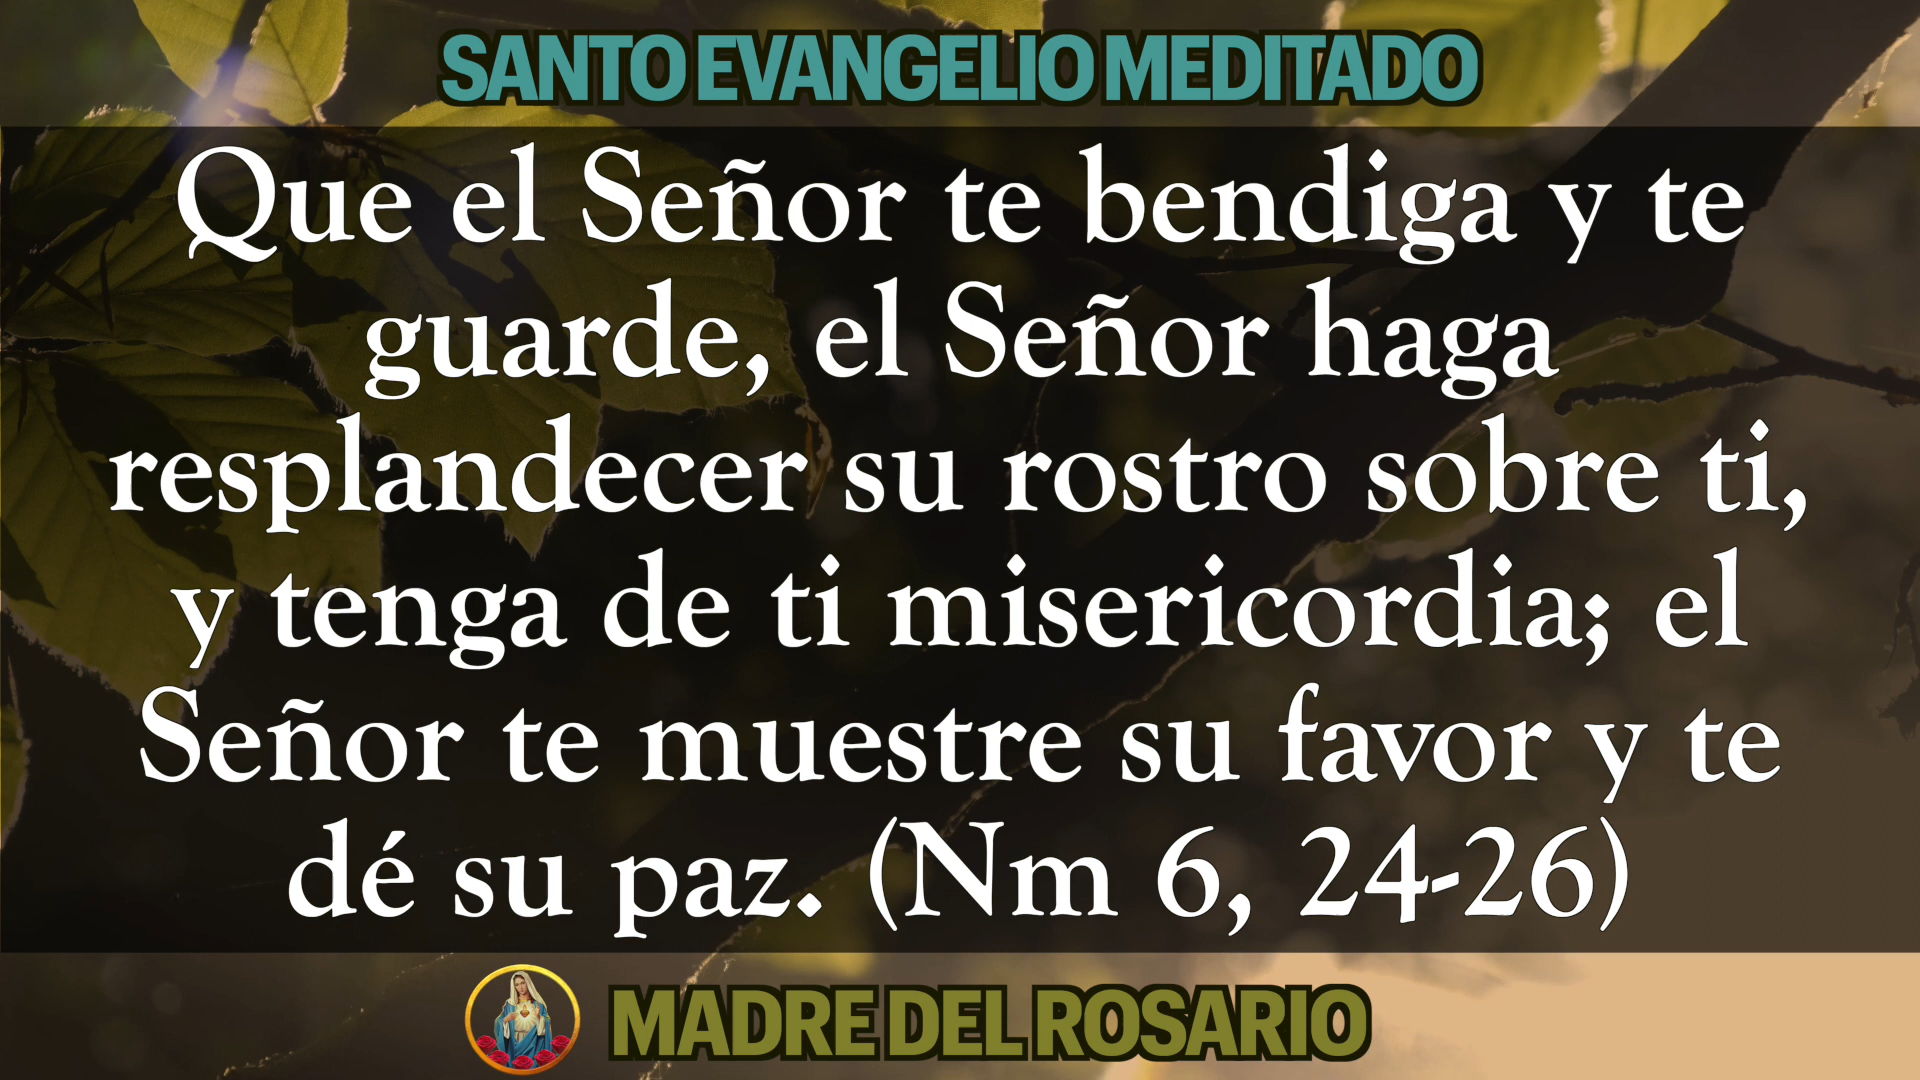 SANTO EVANGELIO MEDITADO
Que el Señor te bendiga y te
guarde, el Señor haga
resplandecer su rostro sobre ti,
y tenga de ti misericordia; el
Señor te muestre su favor y te
dé su paz. (Nm 6, 24-26)
MADRE DEL ROSARIO